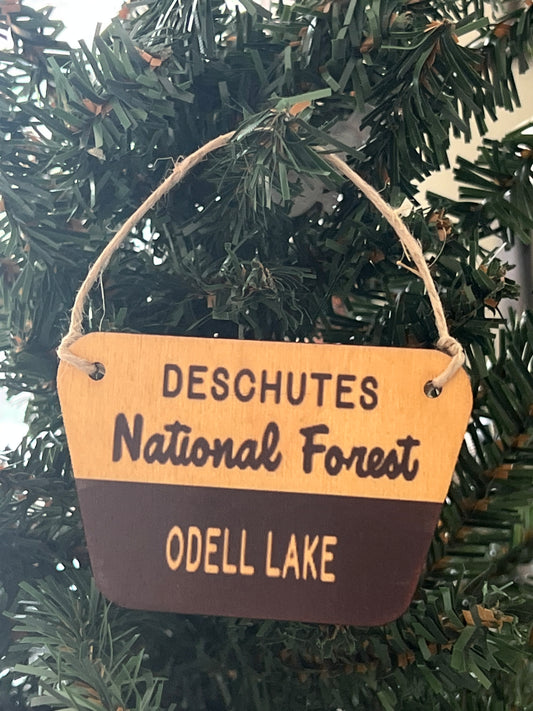 DESCHUTES
National Forest
ODELL LAKE